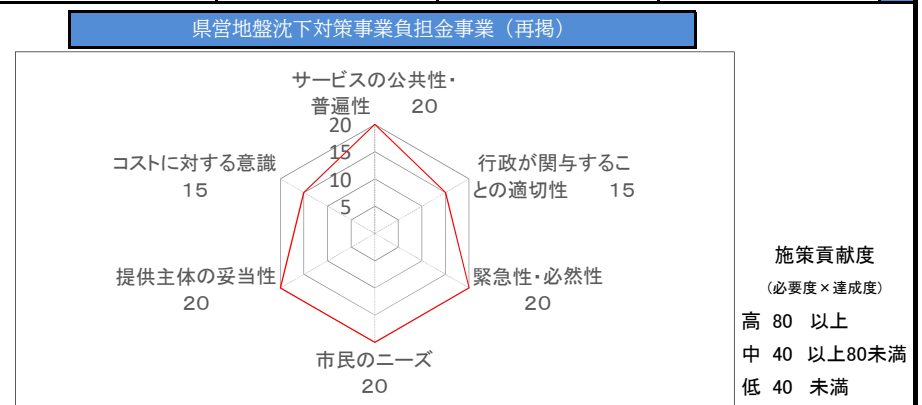 県営地盤沈下対策事業負担金事業（再掲）
サービスの公共性・
普遍性 20
20
15
10
5
コストに対する意識
15
行政が関与するこ
との適切性 15
提供主体の妥当性
20
緊急性・必然性
20
市民のニーズ
20
施策貢献度
（必要度×達成度）
高 80 以上
中 40 以上80未満
低 40 未満